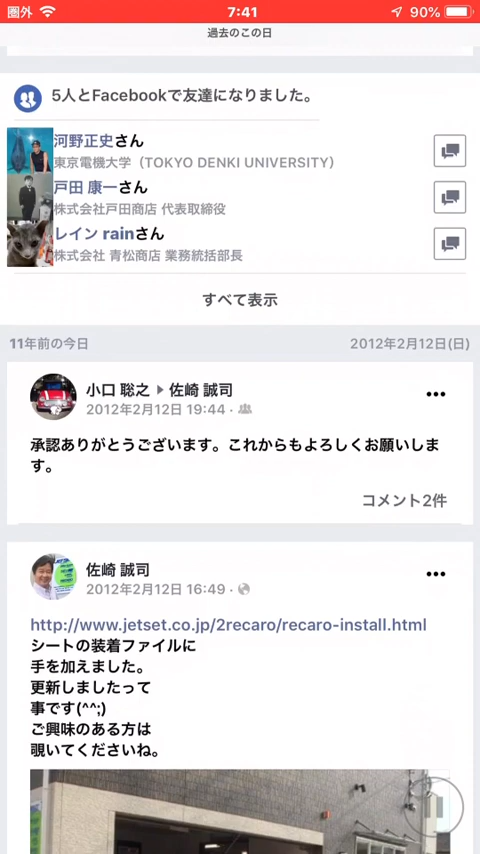 圏外 7:41 90%
過去のこの日
5人とFacebookで友達になりました。
河野正史さん
東京電機大学（TOKYO DENKI UNIVERSITY）
戸田 康一さん
株式会社戸田商店 代表取締役
レイン rainさん
株式会社 青松商店 業務統括部長
すべて表示
11年前の今日 2012年2月12日(日)
小口 聡之 ▶ 佐崎 誠司
2012年2月12日 19:44 ·
承認ありがとうございます。これからもよろしくお願いしま
す。
コメント2件
佐崎 誠司
2012年2月12日 16:49 ·
http://www.jetset.co.jp/2recaro/recaro-install.html
シートの装着ファイルに
手を加えました。
更新しましたって
事です(^^;)
ご興味のある方は
覗いてくださいね。